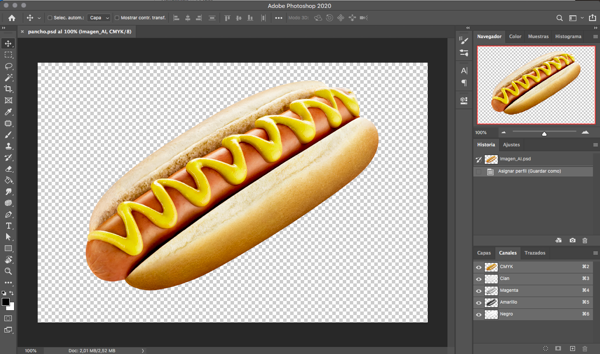 Adobe Photoshop 2020
Selec. autom.: Capa Mostrar contr. transf. Modo 3D:
× pancho.psd al 100% (Imagen_AI, CMYK/8)
Navegador Color Muestras Histograma
100%
Historia Ajustes
Imagen_AI.psd
Asignar perfil (Guardar como)
Capas Canales Trazados
CMYK ⌘2
Cian ⌘3
Magenta ⌘4
Amarillo ⌘5
Negro ⌘6
100% Doc: 2,01 MB/2,52 MB